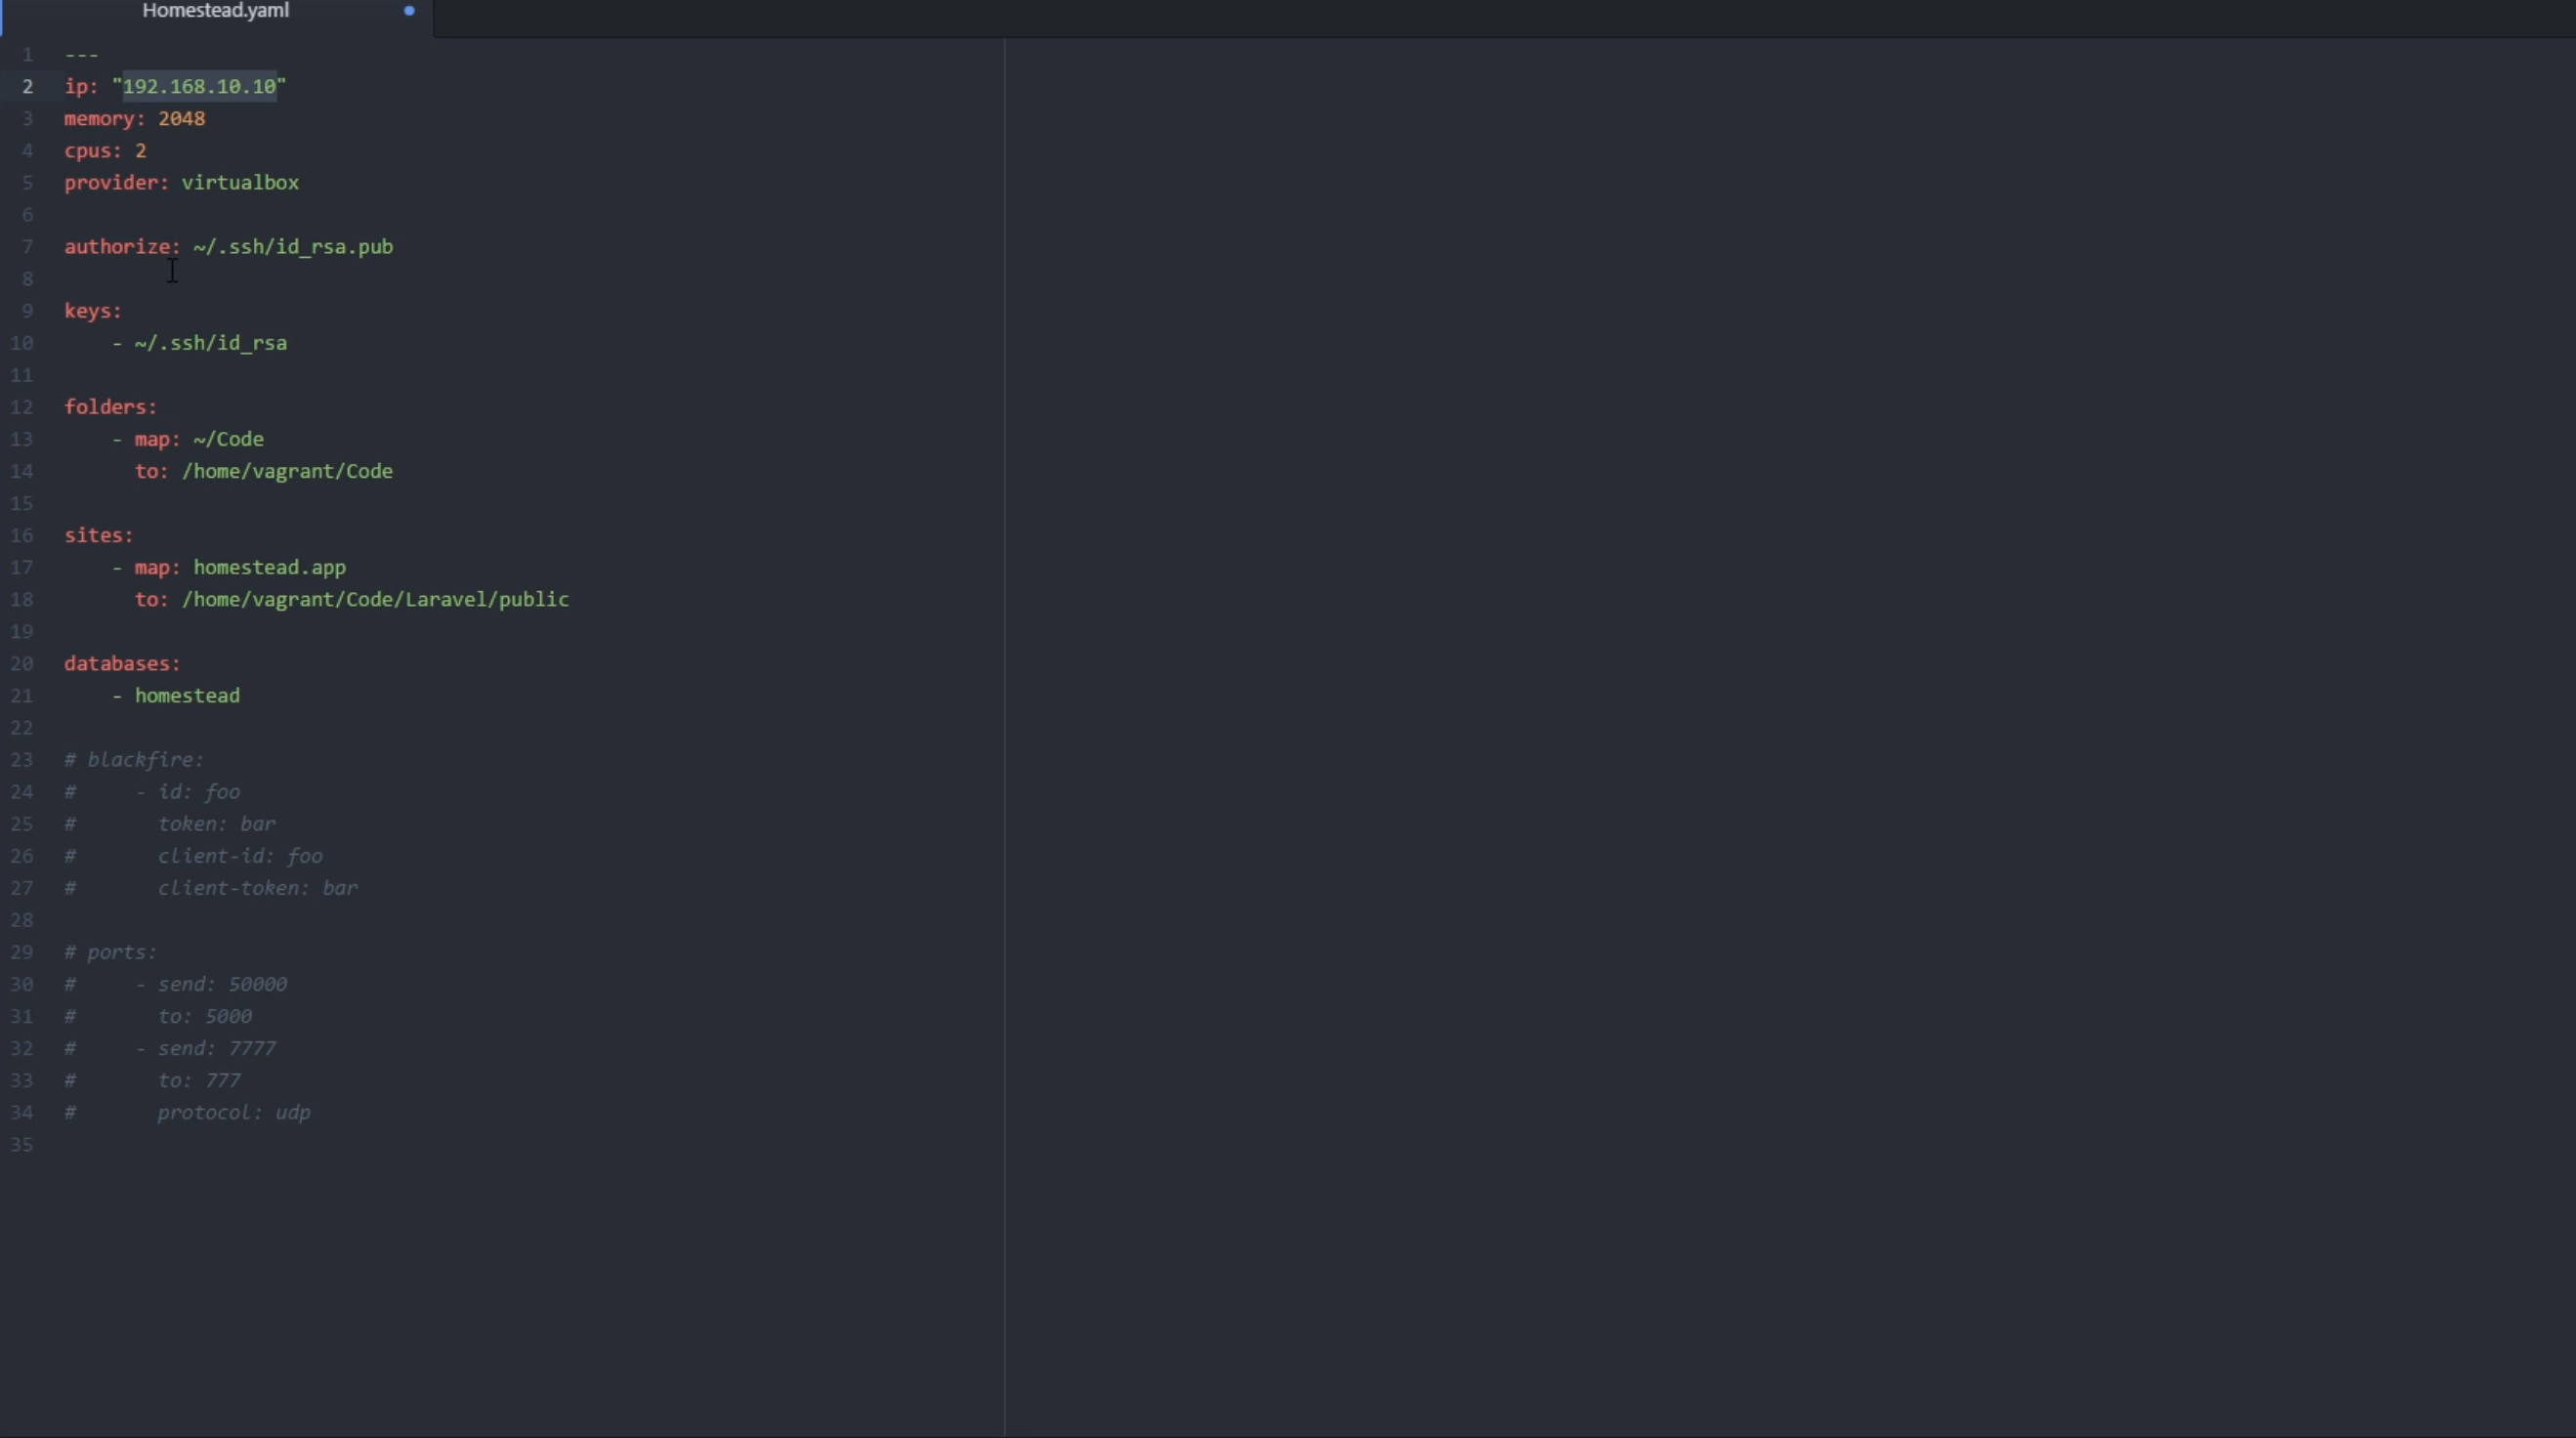 Homestead.yaml
1 ---
2 ip: "192.168.10.10"
3 memory: 2048
4 cpus: 2
5 provider: virtualbox
6
7 authorize: ~/.ssh/id_rsa.pub
8
9 keys:
10     - ~/.ssh/id_rsa
11
12 folders:
13     - map: ~/Code
14       to: /home/vagrant/Code
15
16 sites:
17     - map: homestead.app
18       to: /home/vagrant/Code/Laravel/public
19
20 databases:
21     - homestead
22
23 # blackfire:
24 #     - id: foo
25 #       token: bar
26 #       client-id: foo
27 #       client-token: bar
28
29 # ports:
30 #     - send: 50000
31 #       to: 5000
32 #     - send: 7777
33 #       to: 777
34 #       protocol: udp
35